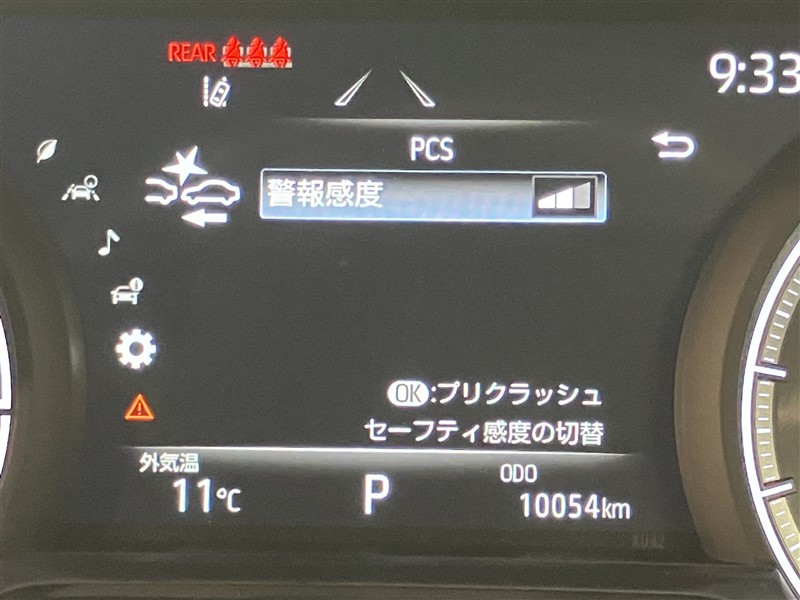 REAR
9:33
PCS
警報感度
OK:プリクラッシュ
セーフティ感度の切替
外気温
11℃
P
ODO
10054km